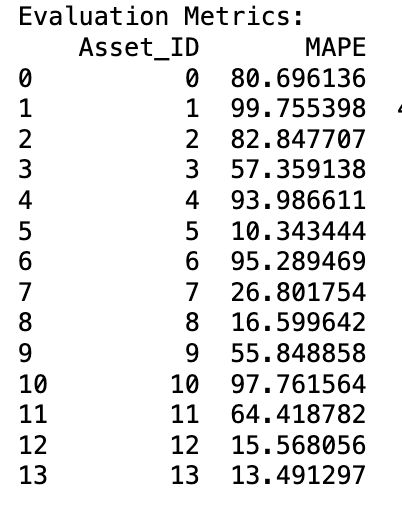 Evaluation Metrics:
    Asset_ID       MAPE
0          0  80.696136
1          1  99.755398
2          2  82.847707
3          3  57.359138
4          4  93.986611
5          5  10.343444
6          6  95.289469
7          7  26.801754
8          8  16.599642
9          9  55.848858
10        10  97.761564
11        11  64.418782
12        12  15.568056
13        13  13.491297